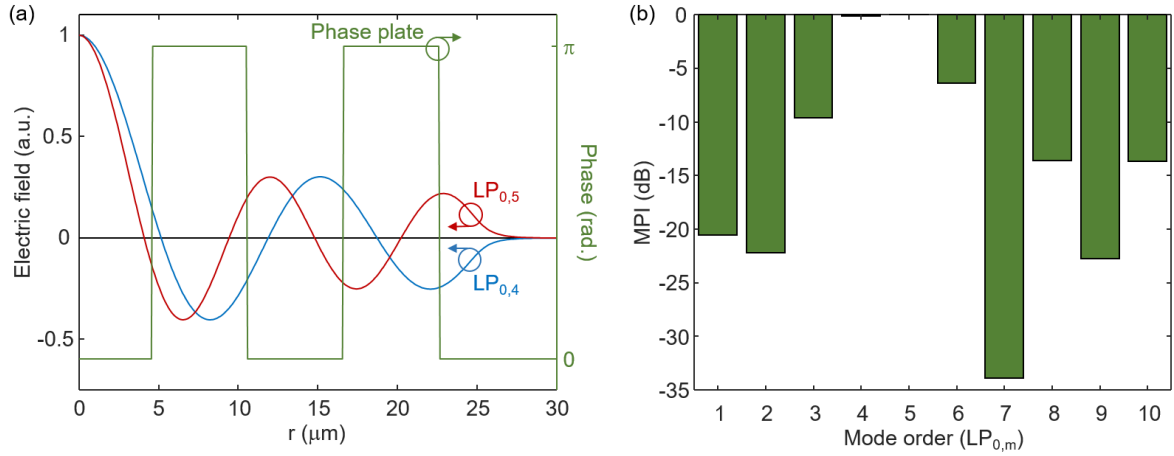 (a)
Electric field (a.u.)
1
0.5
0
-0.5
Phase plate
LP0,5
LP0,4
π
0
Phase (rad.)
0 5 10 15 20 25 30
r (μm)
(b)
MPI (dB)
0
-5
-10
-15
-20
-25
-30
-35
1 2 3 4 5 6 7 8 9 10
Mode order (LP0,m)